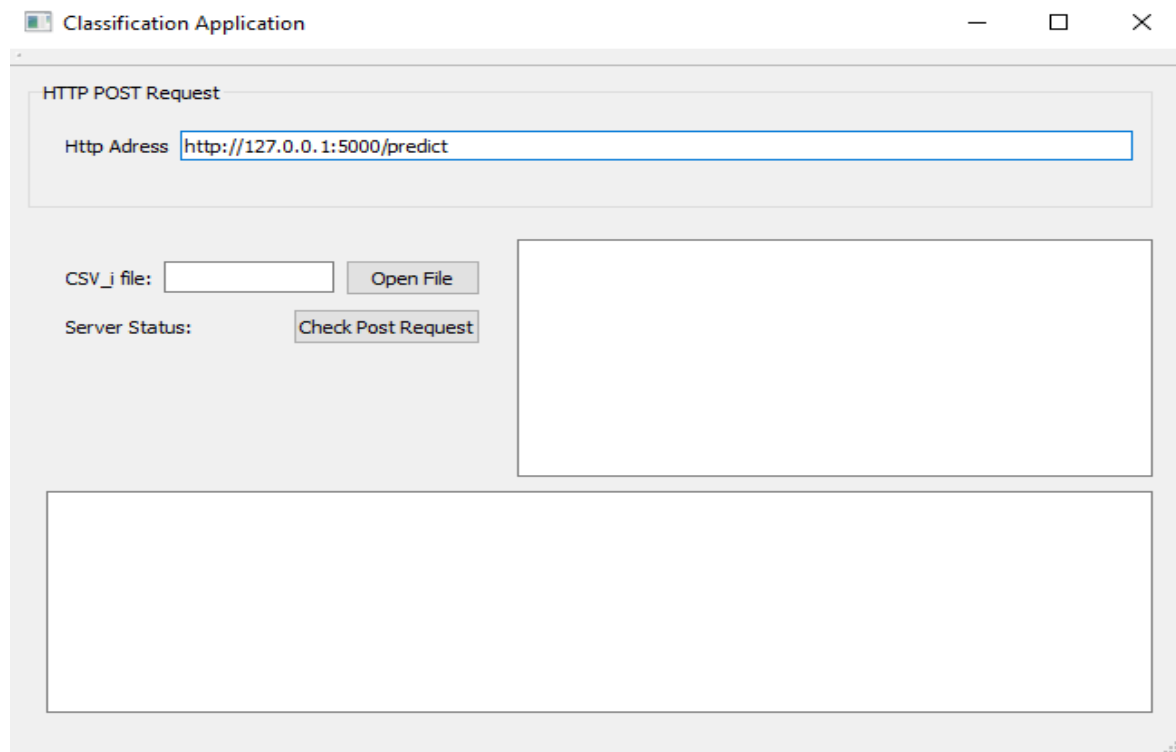 Classification Application
HTTP POST Request
Http Adress http://127.0.0.1:5000/predict
CSV_i file: Open File
Server Status: Check Post Request